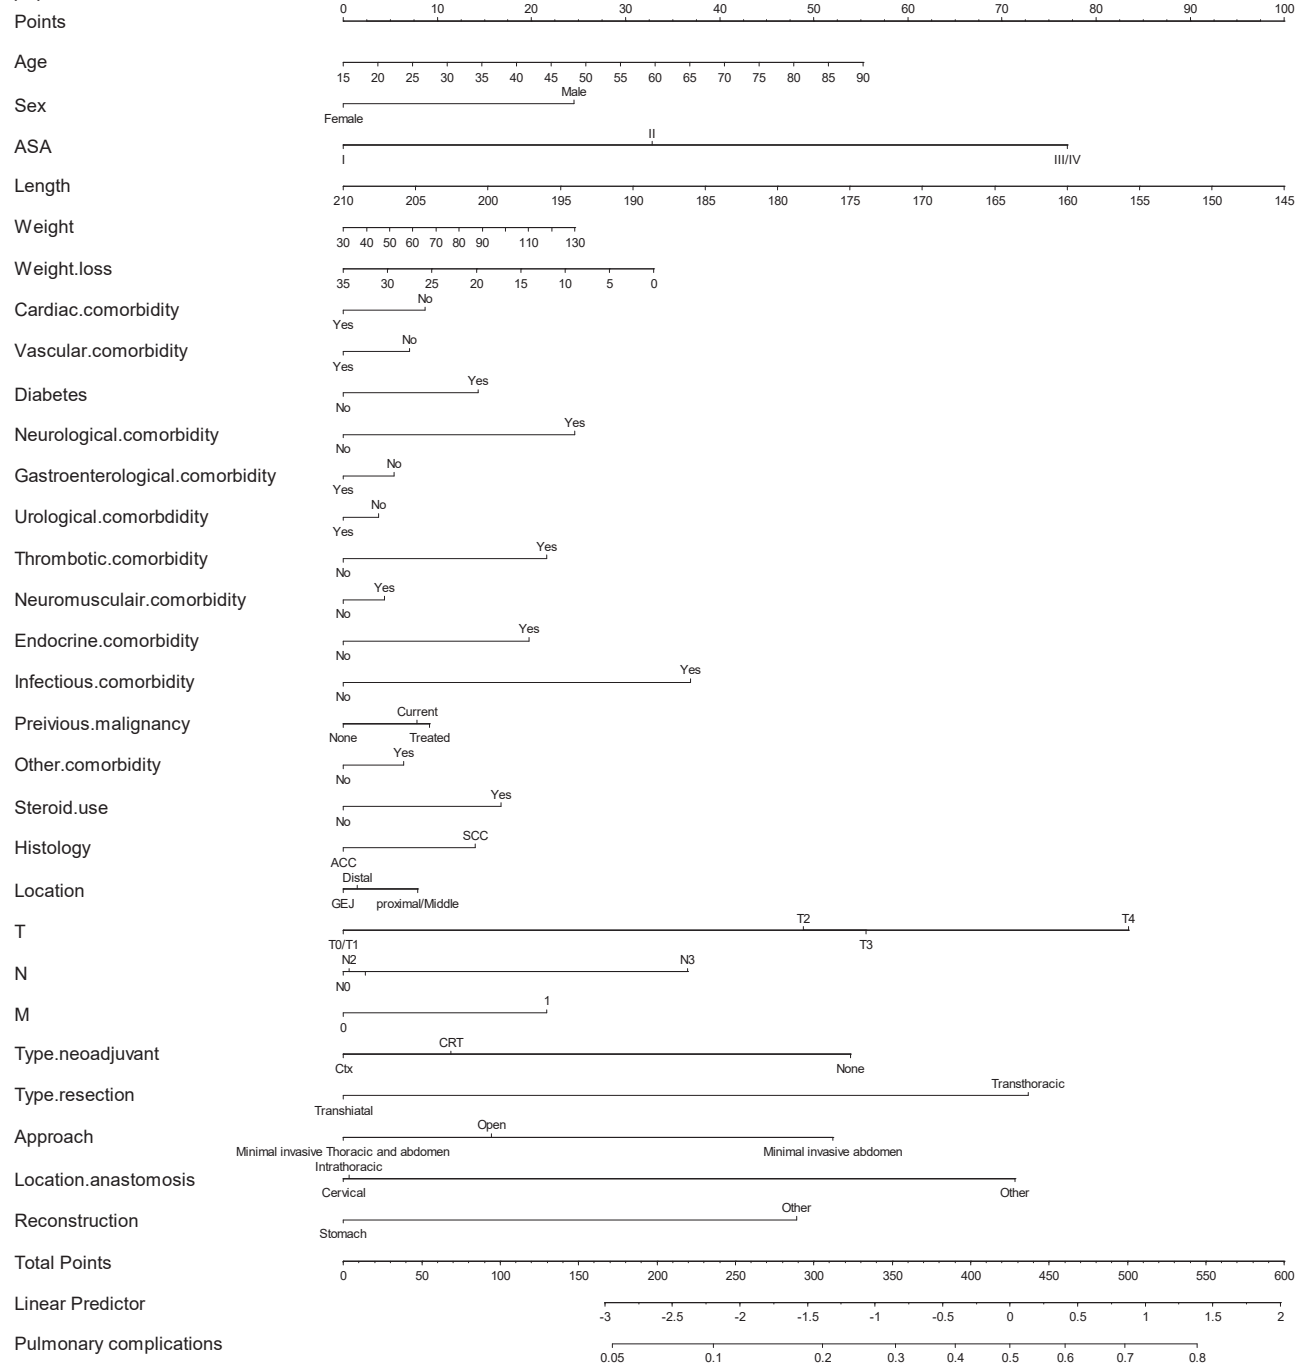 0 10 20 30 40 50 60 70 80 90 100
Points
Age
15 20 25 30 35 40 45 50 55 60 65 70 75 80 85 90
Male
Sex
Female
II
ASA
I III/IV
Length
210 205 200 195 190 185 180 175 170 165 160 155 150 145
Weight
30 40 50 60 70 80 90 110 130
Weight.loss
35 30 25 20 15 10 5 0
No
Cardiac.comorbidity
Yes
No
Vascular.comorbidity
Yes
Yes
Diabetes
No
Yes
Neurological.comorbidity
No
No
Gastroenterological.comorbidity
Yes
No
Urological.comorbdidity
Yes
Yes
Thrombotic.comorbidity
No
Yes
Neuromusculair.comorbidity
No
Yes
Endocrine.comorbidity
No
Yes
Infectious.comorbidity
No
Current
Preivious.malignancy
None Treated
Yes
Other.comorbidity
No
Yes
Steroid.use
No
SCC
Histology
ACC
Distal
Location
GEJ proximal/Middle
T2 T4
T
T0/T1 T3
N2 N3
N
N0
1
M
0
CRT
Type.neoadjuvant
Ctx None
Transthoracic
Type.resection
Transhiatal
Open
Approach
Minimal invasive Thoracic and abdomen Minimal invasive abdomen
Intrathoracic
Location.anastomosis
Cervical Other
Other
Reconstruction
Stomach
Total Points
0 50 100 150 200 250 300 350 400 450 500 550 600
Linear Predictor
-3 -2.5 -2 -1.5 -1 -0.5 0 0.5 1 1.5 2
Pulmonary complications
0.05 0.1 0.2 0.3 0.4 0.5 0.6 0.7 0.8